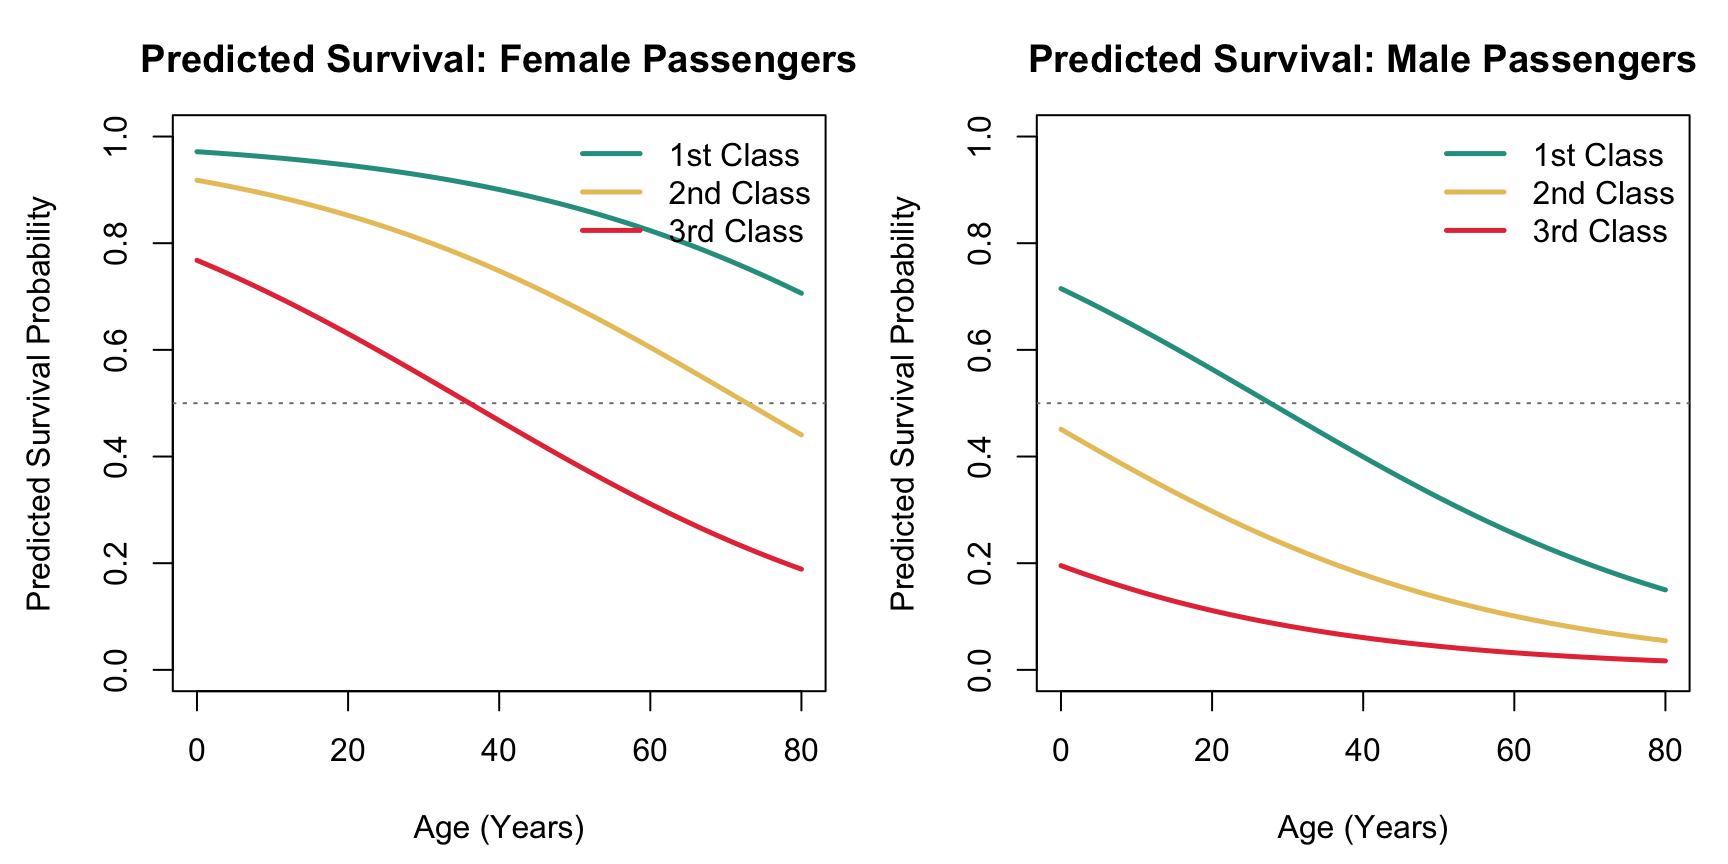 Predicted Survival: Female Passengers
Predicted Survival Probability
1.0
0.8
0.6
0.4
0.2
0.0
1st Class
2nd Class
3rd Class
0 20 40 60 80
Age (Years)
Predicted Survival: Male Passengers
Predicted Survival Probability
1.0
0.8
0.6
0.4
0.2
0.0
1st Class
2nd Class
3rd Class
0 20 40 60 80
Age (Years)